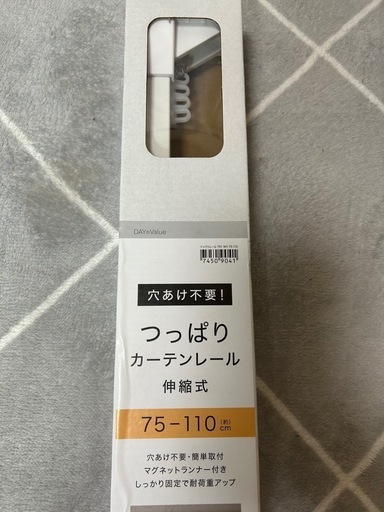 DAY&Value
74509041
穴あけ不要!
つっぱり
カーテンレール
伸縮式
75-110(約)cm
穴あけ不要・簡単取付
マグネットランナー付き
しっかり固定で耐荷重アップ